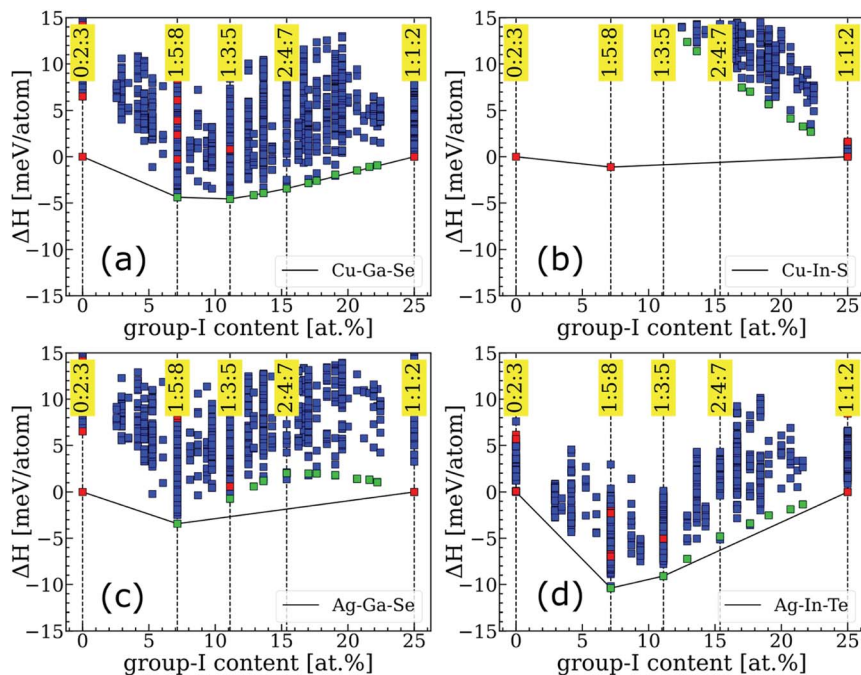 0:2:3
1:5:8
1:3:5
2:4:7
1:1:2
15
10
5
0
−5
−10
−15
ΔH [meV/atom]
(a)
Cu-Ga-Se
0 5 10 15 20 25
group-I content [at.%]
0:2:3
1:5:8
1:3:5
2:4:7
1:1:2
15
10
5
0
−5
−10
−15
ΔH [meV/atom]
(b)
Cu-In-S
0 5 10 15 20 25
group-I content [at.%]
0:2:3
1:5:8
1:3:5
2:4:7
1:1:2
15
10
5
0
−5
−10
−15
ΔH [meV/atom]
(c)
Ag-Ga-Se
0 5 10 15 20 25
group-I content [at.%]
0:2:3
1:5:8
1:3:5
2:4:7
1:1:2
15
10
5
0
−5
−10
−15
ΔH [meV/atom]
(d)
Ag-In-Te
0 5 10 15 20 25
group-I content [at.%]